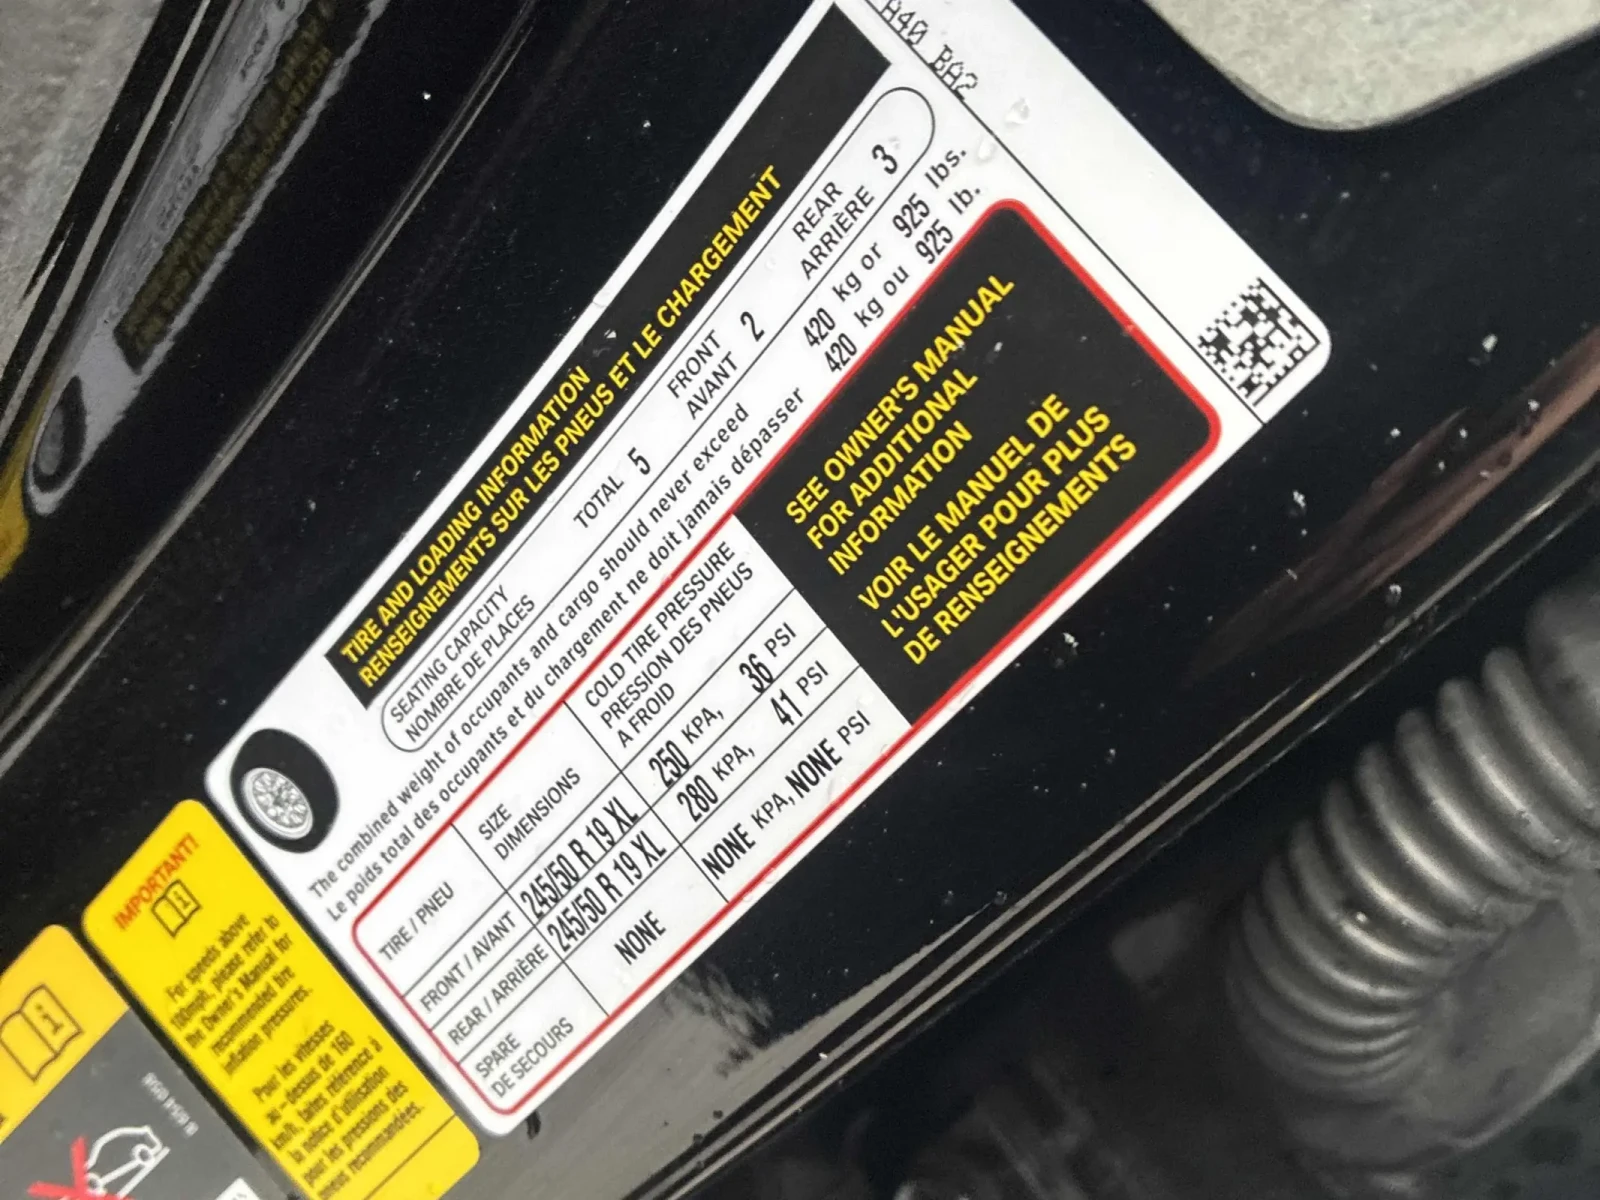 A40 BA2
TIRE AND LOADING INFORMATION
RENSEIGNEMENTS SUR LES PNEUS ET LE CHARGEMENT
SEATING CAPACITY
NOMBRE DE PLACES
TOTAL 5
FRONT
AVANT 2
REAR
ARRIÈRE 3
The combined weight of occupants and cargo should never exceed 420 kg or 925 lbs.
Le poids total des occupants et du chargement ne doit jamais dépasser 420 kg ou 925 lb.
TIRE / PNEU
SIZE
DIMENSIONS
COLD TIRE PRESSURE
PRESSION DES PNEUS
A FROID
FRONT / AVANT 245/50 R 19 XL 250 KPA, 36 PSI
REAR / ARRIÈRE 245/50 R 19 XL 280 KPA, 41 PSI
SPARE
DE SECOURS
NONE
NONE KPA, NONE PSI
SEE OWNER'S MANUAL
FOR ADDITIONAL
INFORMATION
VOIR LE MANUEL DE
L'USAGER POUR PLUS
DE RENSEIGNEMENTS
IMPORTANT!
For speeds above
please refer to
the Owner's Manual for
recommended tire
inflation pressures.
Pour les vitesses
au-dessus de 160
km/h, faites référence à
la notice d'utilisation
pour les pressions des
pneus recommandées.